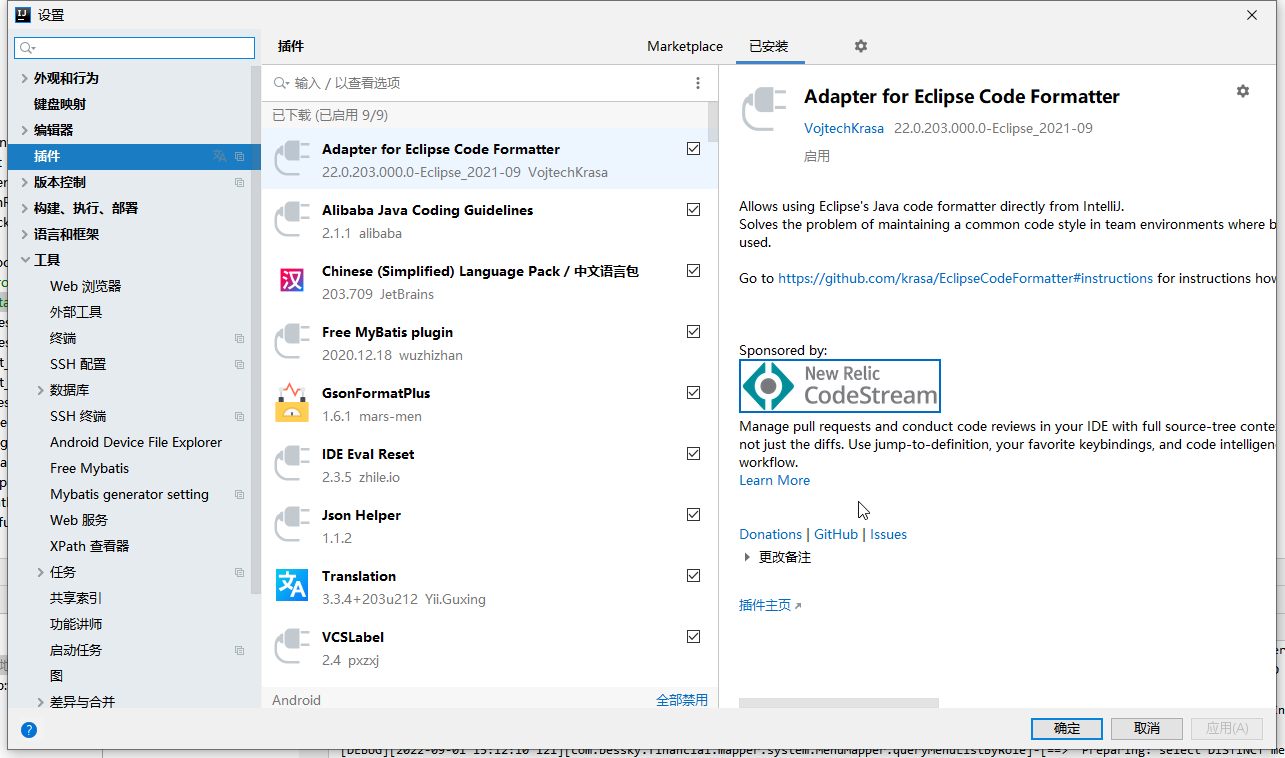 设置
插件
Marketplace
已安装
外观和行为
键盘映射
编辑器
插件
版本控制
构建、执行、部署
语言和框架
工具
Web 浏览器
外部工具
终端
SSH 配置
数据库
SSH 终端
Android Device File Explorer
Free Mybatis
Mybatis generator setting
Web 服务
XPath 查看器
任务
共享索引
功能讲师
启动任务
图
差异与合并
输入 / 以查看选项
已下载 (已启用 9/9)
Adapter for Eclipse Code Formatter
22.0.203.000.0-Eclipse_2021-09 VojtechKrasa
Alibaba Java Coding Guidelines
2.1.1 alibaba
汉
Chinese (Simplified) Language Pack / 中文语言包
203.709 JetBrains
Free MyBatis plugin
2020.12.18 wuzhizhan
GsonFormatPlus
1.6.1 mars-men
IDE Eval Reset
2.3.5 zhile.io
Json Helper
1.1.2
Translation
3.3.4+203u212 Yii.Guxing
VCSLabel
2.4 pxzxj
Android
全部禁用
Adapter for Eclipse Code Formatter
VojtechKrasa 22.0.203.000.0-Eclipse_2021-09
启用
Allows using Eclipse's Java code formatter directly from IntelliJ.
Solves the problem of maintaining a common code style in team environments where b
used.
Go to https://github.com/krasa/EclipseCodeFormatter#instructions for instructions how
Sponsored by:
New Relic
CodeStream
Manage pull requests and conduct code reviews in your IDE with full source-tree conte
not just the diffs. Use jump-to-definition, your favorite keybindings, and code intelligen
workflow.
Learn More
Donations | GitHub | Issues
更改备注
插件主页
?
确定
取消
应用(A)
[DEBUG][2022-09-01 15:12:10 121][com.bessky.financial.mapper.system.MenuMapper.queryMenuListByRole]-[==> Preparing: select DISTINCT me